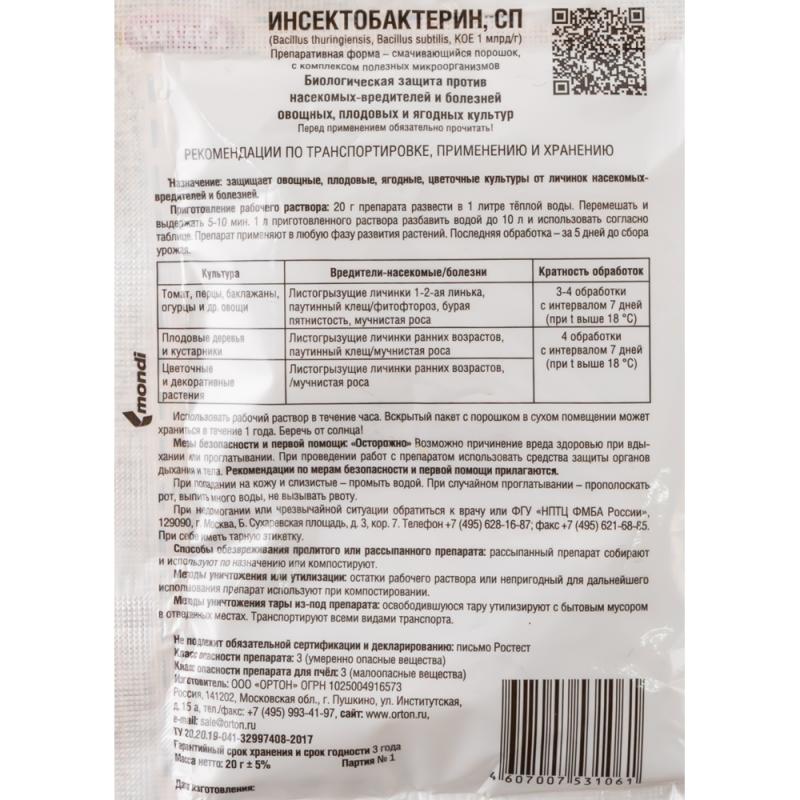 ИНСЕКТОБАКТЕРИН, СП
(Bacillus thuringiensis, Bacillus subtilis, КОЕ 1 млрд/г)
Препаративная форма – смачивающийся порошок,
с комплексом полезных микроорганизмов
Биологическая защита против
насекомых-вредителей и болезней
овощных, плодовых и ягодных культур
Перед применением обязательно прочитать!
РЕКОМЕНДАЦИИ ПО ТРАНСПОРТИРОВКЕ, ПРИМЕНЕНИЮ И ХРАНЕНИЮ
Назначение: защищает овощные, плодовые, ягодные, цветочные культуры от личинок насекомых-
вредителей и болезней.
Приготовление рабочего раствора: 20 г препарата развести в 1 литре тёплой воды. Перемешать и
выдержать 5-10 мин. 1 л приготовленного раствора разбавить водой до 10 л и использовать согласно
таблице. Препарат применяют в любую фазу развития растений. Последняя обработка – за 5 дней до сбора
урожая.
Культура Вредители-насекомые/болезни Кратность обработок
Томат, перцы, баклажаны, Листогрызущие личинки 1-2-ая линька, 3-4 обработки
огурцы и др. овощи паутинный клещ/фитофтороз, бурая с интервалом 7 дней
пятнистость, мучнистая роса (при t выше 18 °С)
Плодовые деревья Листогрызущие личинки ранних возрастов, 4 обработки
и кустарники паутинный клещ/мучнистая роса с интервалом 7 дней
Цветочные Листогрызущие личинки ранних возрастов, (при t выше 18 °С)
и декоративные /мучнистая роса
растения
mondi
Использовать рабочий раствор в течение часа. Вскрытый пакет с порошком в сухом помещении может
храниться в течение 1 года. Беречь от солнца!
Меры безопасности и первой помощи: «Осторожно» Возможно причинение вреда здоровью при вды-
хании или проглатывании. При проведении работ с препаратом использовать средства защиты органов
дыхания и тела. Рекомендации по мерам безопасности и первой помощи прилагаются.
При попадании на кожу и слизистые – промыть водой. При случайном проглатывании – прополоскать
рот, выпить много воды, не вызывать рвоту.
При недомогании или чрезвычайной ситуации обратиться к врачу или ФГУ «НПТЦ ФМБА России»,
129090, г. Москва, Б. Сухаревская площадь, д. 3, кор. 7. Телефон +7 (495) 628-16-87; факс +7 (495) 621-68-85.
При себе иметь тарную этикетку.
Способы обезвреживания пролитого или рассыпанного препарата: рассыпанный препарат собирают
и используют по назначению или компостируют.
Методы уничтожения или утилизации: остатки рабочего раствора или непригодный для дальнейшего
использования препарат используют при компостировании.
Методы уничтожения тары из-под препарата: освободившуюся тару утилизируют с бытовым мусором
в отведенных местах. Транспортируют всеми видами транспорта.
Не подлежит обязательной сертификации и декларированию: письмо Ростест
Класс опасности препарата: 3 (умеренно опасные вещества)
Класс опасности препарата для пчёл: 3 (малоопасные вещества)
Изготовитель: ООО «ОРТОН» ОГРН 1025004916573
Россия, 141202, Московская обл., г. Пушкино, ул. Институтская,
д. 15 а, тел./факс: +7 (495) 993-41-97, сайт: www.orton.ru,
e-mail: sale@orton.ru
ТУ 20.20.19-041-32997408-2017
Гарантийный срок хранения и срок годности 3 года
Масса нетто: 20 г ± 5% Партия № 1
Дата изготовления:
4 607007 531061